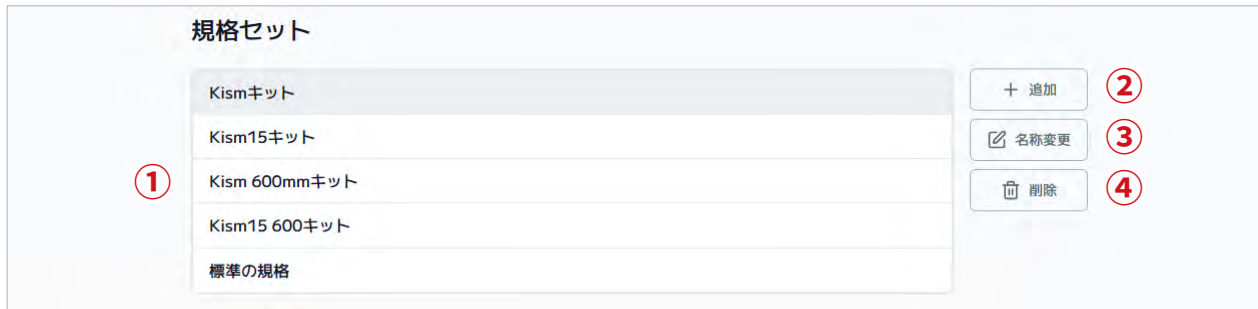 規格セット
Kismキット
Kism15キット
① Kism 600mmキット
Kism15 600キット
標準の規格
＋ 追加 ②
名称変更 ③
削除 ④